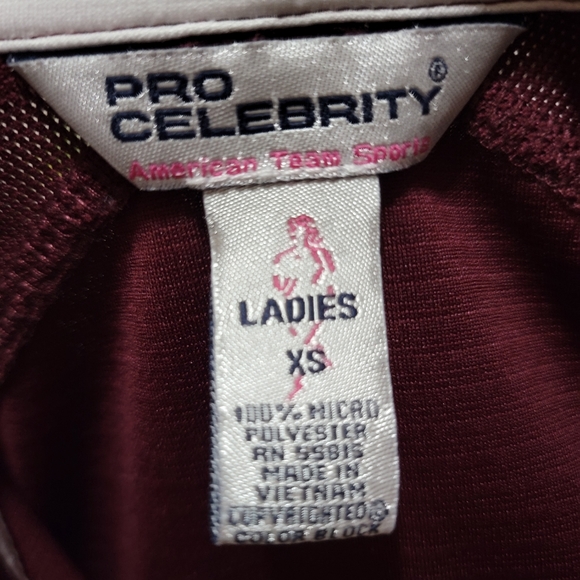 PRO
CELEBRITY®
American Team Sports
LADIES
XS
100% MICRO
POLYESTER
RN 55815
MADE IN
VIETNAM
COPYRIGHTED©
COLOR BLOCK